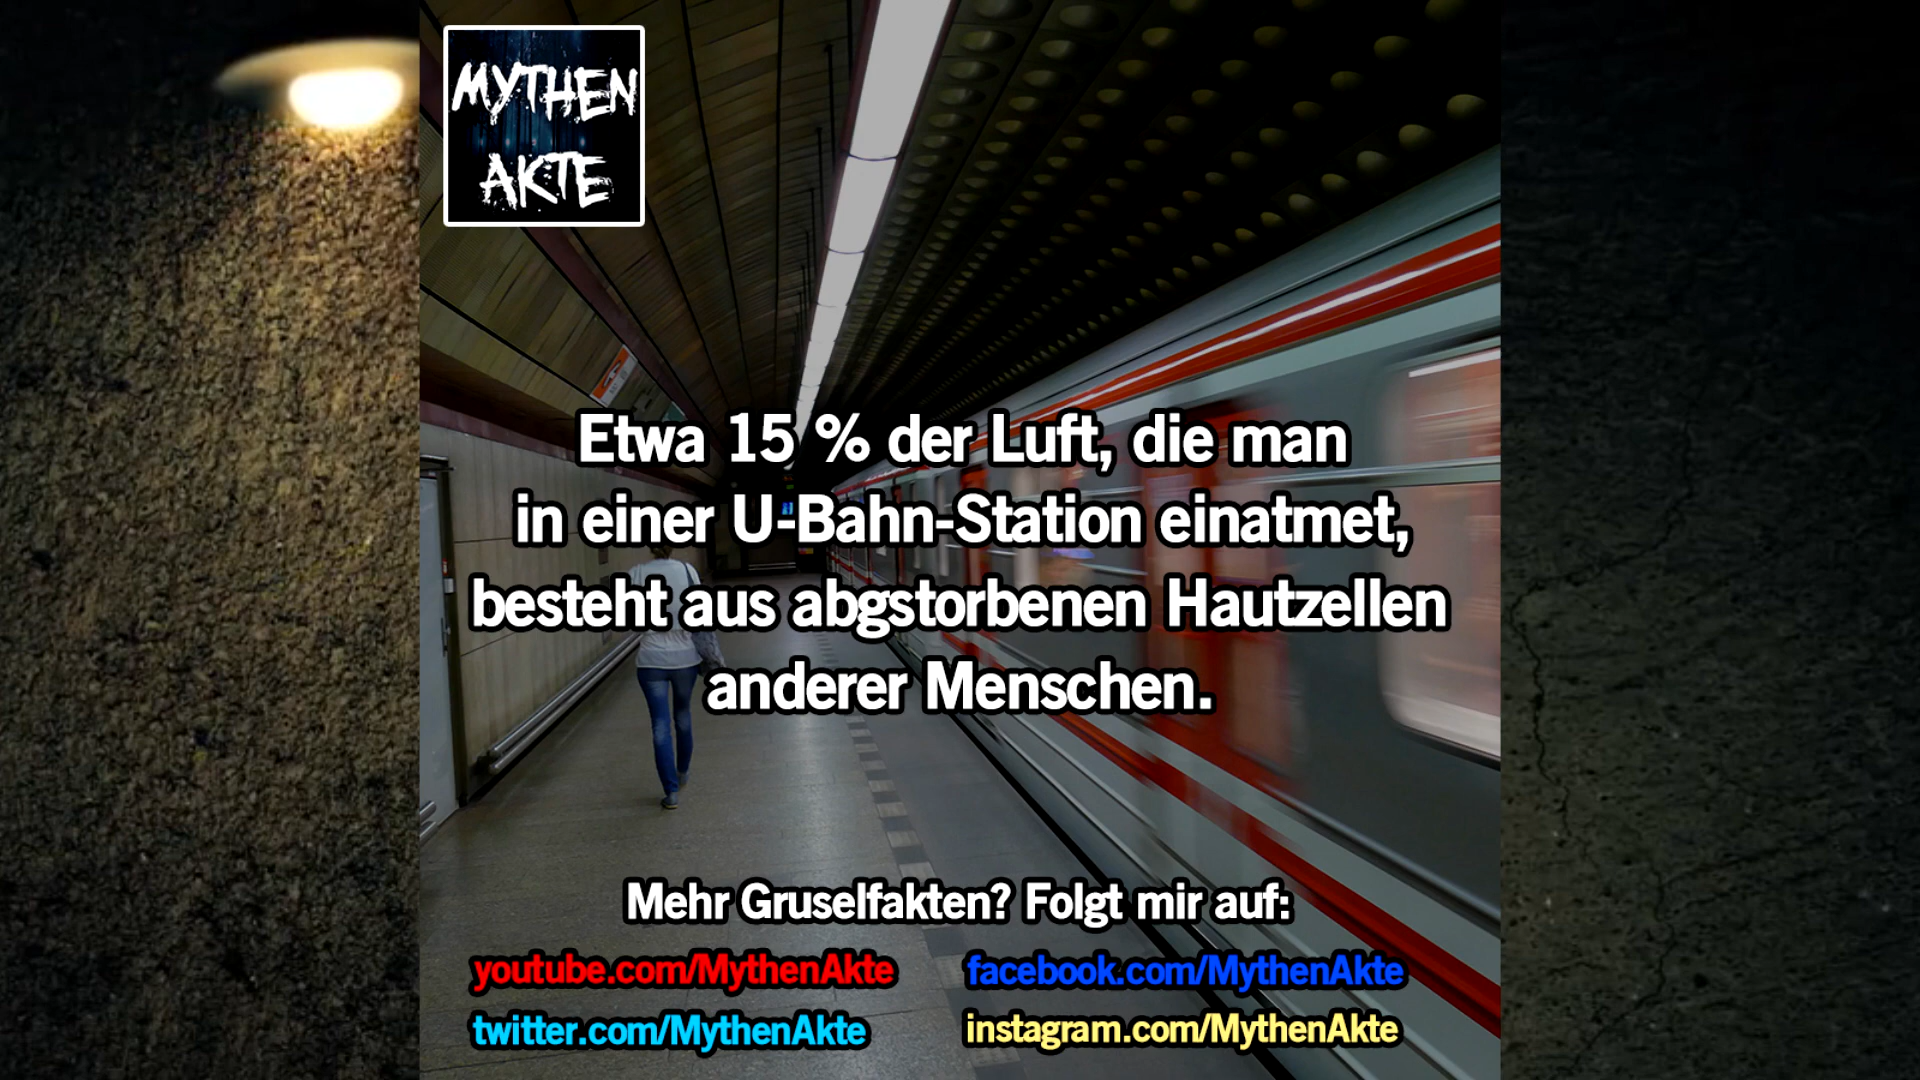 MYTHEN
AKTE
Etwa 15 % der Luft, die man
in einer U-Bahn-Station einatmet,
besteht aus abgstorbenen Hautzellen
anderer Menschen.
Mehr Gruselfakten? Folgt mir auf:
youtube.com/MythenAkte facebook.com/MythenAkte
twitter.com/MythenAkte instagram.com/MythenAkte